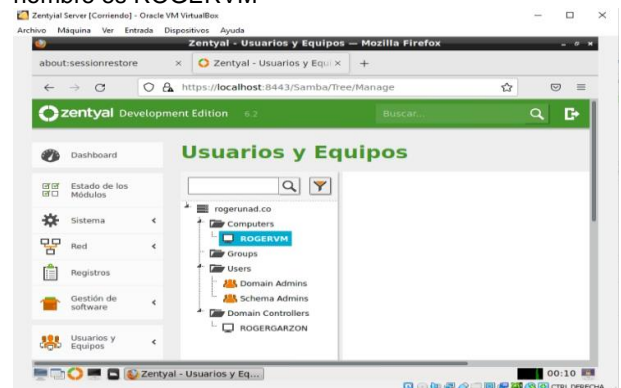 nombre es ROGERVM
Zentyial Server [Corriendo] - Oracle VM VirtualBox
Archivo Máquina Ver Entrada Dispositivos Ayuda
Zentyal - Usuarios y Equipos — Mozilla Firefox
about:sessionrestore
Zentyal - Usuarios y Equi
https://localhost:8443/Samba/Tree/Manage
zentyal Development Edition 6.2
Buscar...
Usuarios y Equipos
Dashboard
Estado de los
Módulos
Sistema
Red
Registros
Gestión de
software
Usuarios y
Equipos
rogerunad.co
Computers
ROGERVM
Groups
Users
Domain Admins
Schema Admins
Domain Controllers
ROGERGARZON
Zentyal - Usuarios y Eq...
00:10
CTRL DERECHA